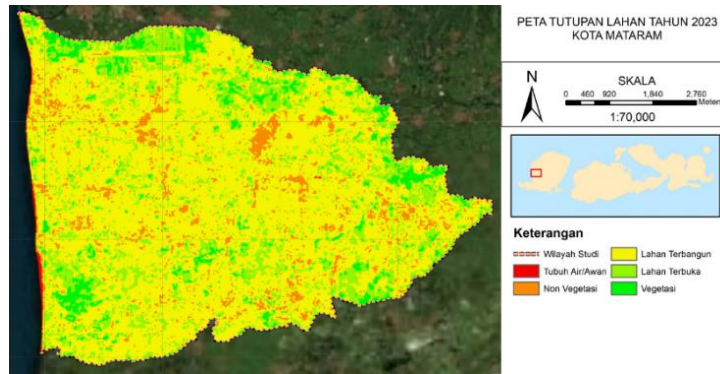 PETA TUTUPAN LAHAN TAHUN 2023
KOTA MATARAM
N
SKALA
0 460 920 1,840 2,760
Meter
1:70,000
Keterangan
Wilayah Studi
Lahan Terbangun
Tubuh Air/Awan
Lahan Terbuka
Non Vegetasi
Vegetasi